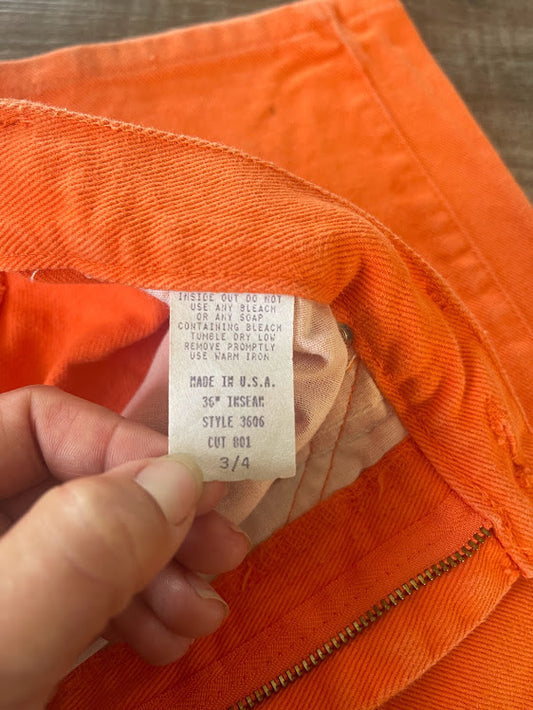 INSIDE OUT DO NOT
USE ANY BLEACH
OR ANY SOAP
CONTAINING BLEACH
TUMBLE DRY LOW
REMOVE PROMPTLY
USE WARM IRON
MADE IN U.S.A.
36" INSEAM
STYLE 3606
CUT 801
3/4